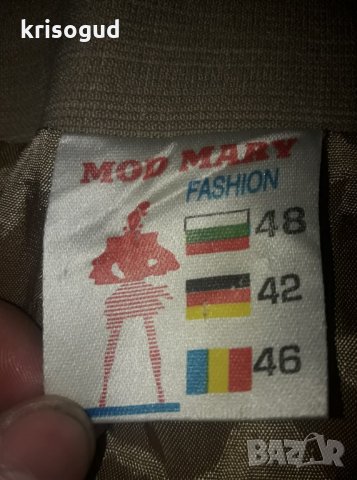 krisogud
MOD MARY
FASHION
48
42
46
BAZAR